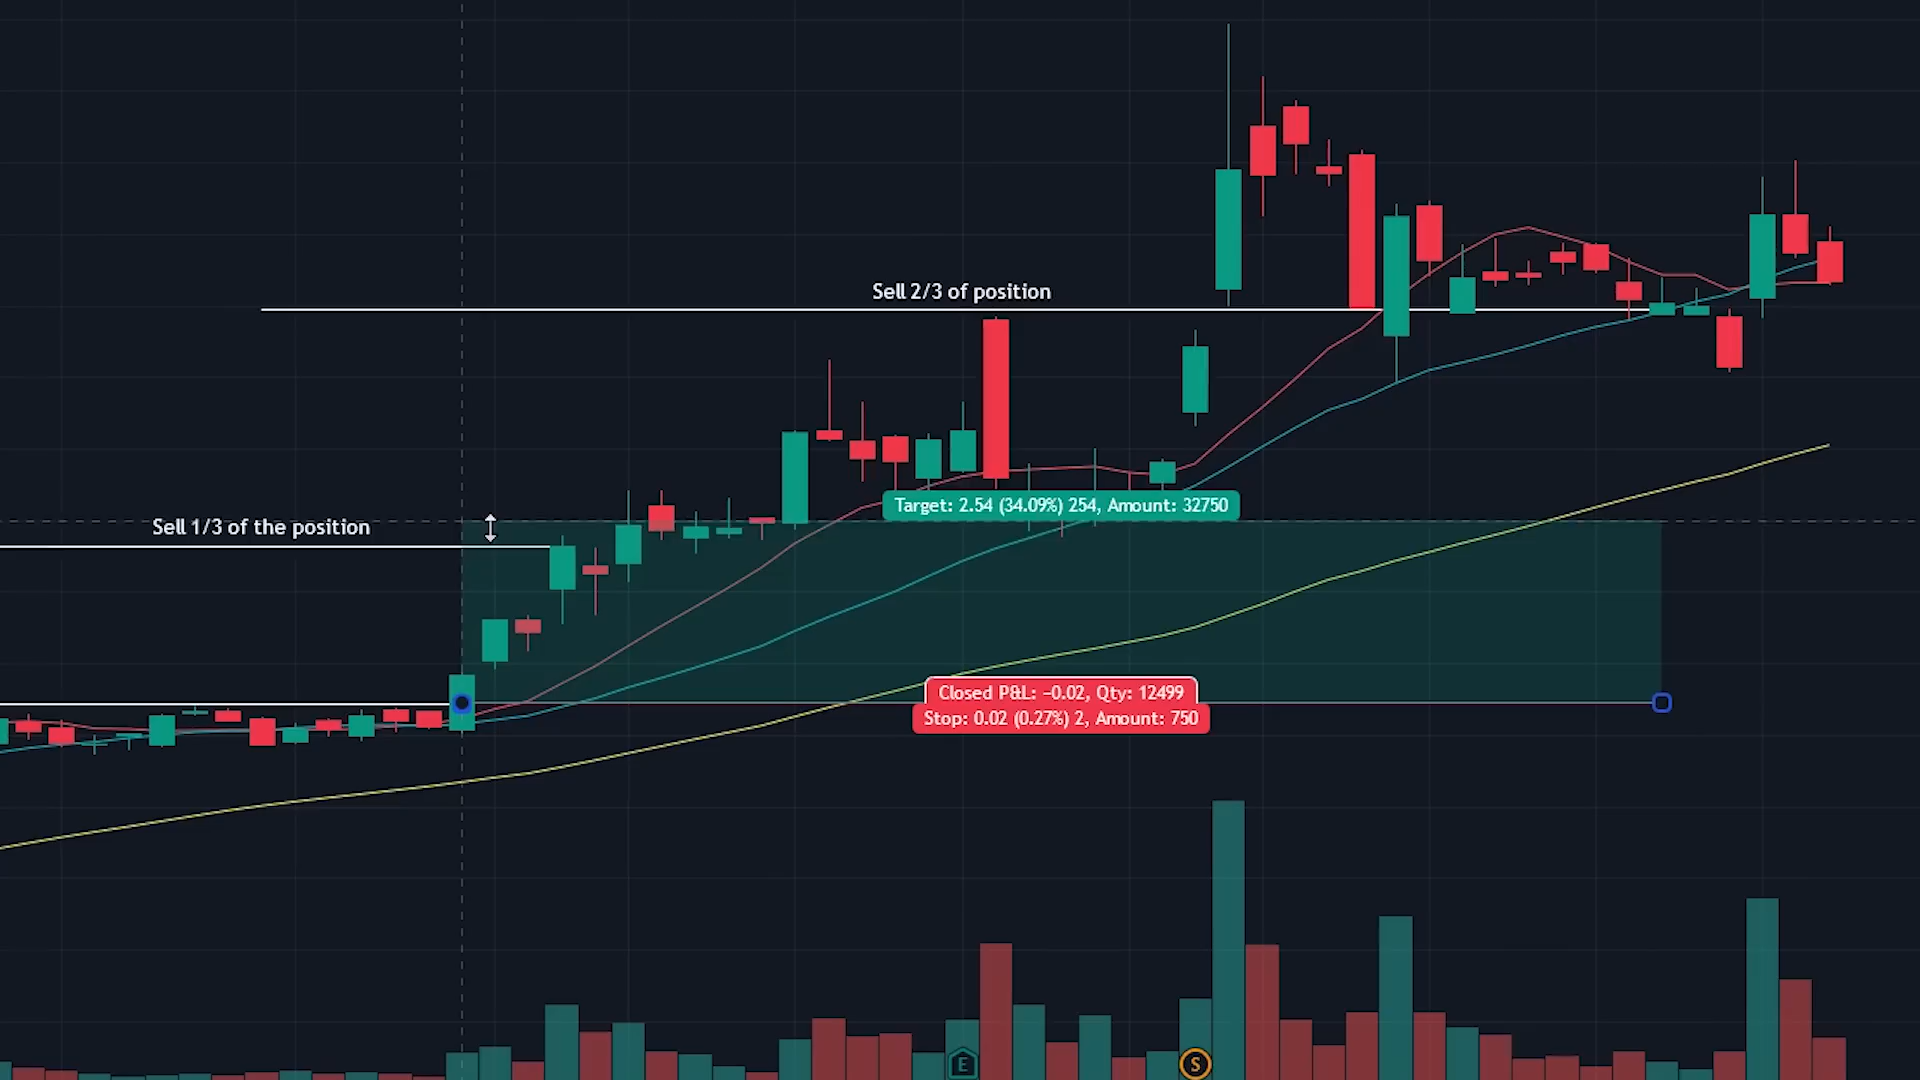 Sell 2/3 of position
Target: 2.54 (34.09%) 254, Amount: 32750
Sell 1/3 of the position
Closed P&L: −0.02, Qty: 12499
Stop: 0.02 (0.27%) 2, Amount: 750
E
S